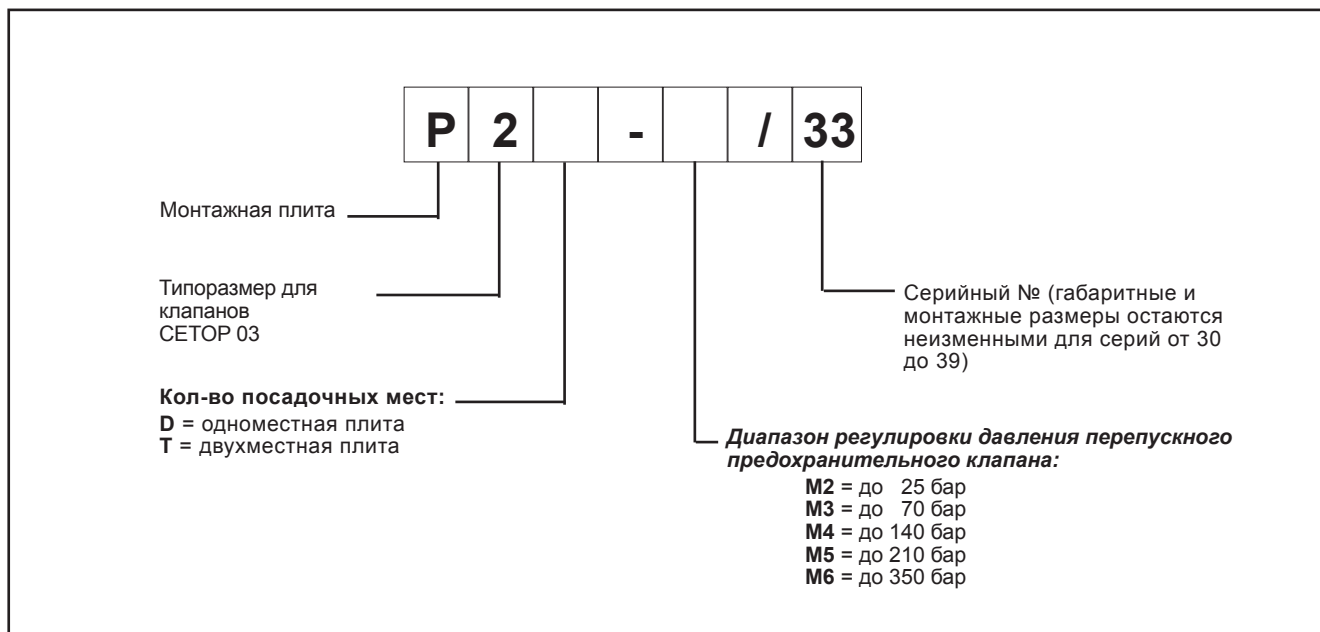 P 2 - / 33
Монтажная плита
Типоразмер для
клапанов
CETOP 03
Серийный № (габаритные и
монтажные размеры остаются
неизменными для серий от 30
до 39)
Кол-во посадочных мест:
D = одноместная плита
T = двухместная плита
Диапазон регулировки давления перепускного
предохранительного клапана:
M2 = до 25 бар
M3 = до 70 бар
M4 = до 140 бар
M5 = до 210 бар
M6 = до 350 бар